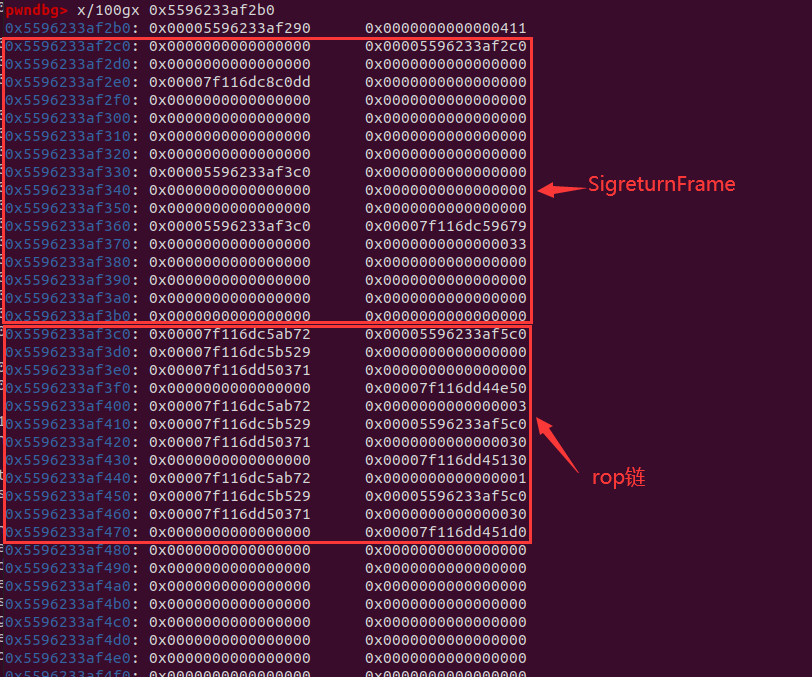 pwndbg> x/100gx 0x5596233af2b0
0x5596233af2b0: 0x00005596233af290 0x0000000000000411
0x5596233af2c0: 0x0000000000000000 0x00005596233af2c0
0x5596233af2d0: 0x0000000000000000 0x0000000000000000
0x5596233af2e0: 0x00007f116dc8c0dd 0x0000000000000000
0x5596233af2f0: 0x0000000000000000 0x0000000000000000
0x5596233af300: 0x0000000000000000 0x0000000000000000
0x5596233af310: 0x0000000000000000 0x0000000000000000
0x5596233af320: 0x0000000000000000 0x0000000000000000
0x5596233af330: 0x00005596233af3c0 0x0000000000000000
0x5596233af340: 0x0000000000000000 0x0000000000000000
SigreturnFrame
0x5596233af350: 0x0000000000000000 0x0000000000000000
0x5596233af360: 0x00005596233af3c0 0x00007f116dc59679
0x5596233af370: 0x0000000000000000 0x0000000000000033
0x5596233af380: 0x0000000000000000 0x0000000000000000
0x5596233af390: 0x0000000000000000 0x0000000000000000
0x5596233af3a0: 0x0000000000000000 0x0000000000000000
0x5596233af3b0: 0x0000000000000000 0x0000000000000000
0x5596233af3c0: 0x00007f116dc5ab72 0x00005596233af5c0
0x5596233af3d0: 0x00007f116dc5b529 0x0000000000000000
0x5596233af3e0: 0x00007f116dd50371 0x0000000000000000
0x5596233af3f0: 0x0000000000000000 0x00007f116dd44e50
0x5596233af400: 0x00007f116dc5ab72 0x0000000000000003
0x5596233af410: 0x00007f116dc5b529 0x00005596233af5c0
0x5596233af420: 0x00007f116dd50371 0x0000000000000030
0x5596233af430: 0x0000000000000000 0x00007f116dd45130
0x5596233af440: 0x00007f116dc5ab72 0x0000000000000001
rop链
0x5596233af450: 0x00007f116dc5b529 0x00005596233af5c0
0x5596233af460: 0x00007f116dd50371 0x0000000000000030
0x5596233af470: 0x0000000000000000 0x00007f116dd451d0
0x5596233af480: 0x0000000000000000 0x0000000000000000
0x5596233af490: 0x0000000000000000 0x0000000000000000
0x5596233af4a0: 0x0000000000000000 0x0000000000000000
0x5596233af4b0: 0x0000000000000000 0x0000000000000000
0x5596233af4c0: 0x0000000000000000 0x0000000000000000
0x5596233af4d0: 0x0000000000000000 0x0000000000000000
0x5596233af4e0: 0x0000000000000000 0x0000000000000000
0x5596233af4f0: 0x0000000000000000 0x0000000000000000